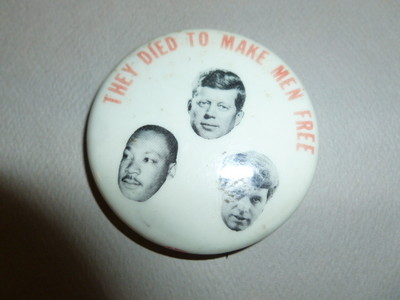 THEY DIED TO MAKE MEN FREE